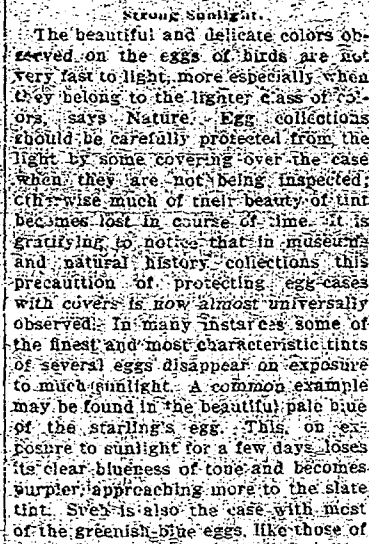 Strong Sunlight.
The beautiful and delicate colors ob-
served on the eggs of birds are not
very fast to light, more especially when
they belong to the lighter class of col-
ors, says Nature. Egg collections
should be carefully protected from the
light by some covering over the case
when they are not being inspected;
otherwise much of their beauty of tint
becomes lost in course of time. It is
gratifying to notice that in museums
and natural history collections this
precauttion of protecting egg-cases
with covers is now almost universally
observed. In many instances some of
the finest and most characteristic tints
of several eggs disappear on exposure
to much sunlight. A common example
may be found in the beautiful pale blue
of the starling's egg. This, on ex-
posure to sunlight for a few days, loses
its clear blueness of tone and becomes
purpler, approaching more to the slate
tint. Such is also the case with most
of the greenish-blue eggs, like those of